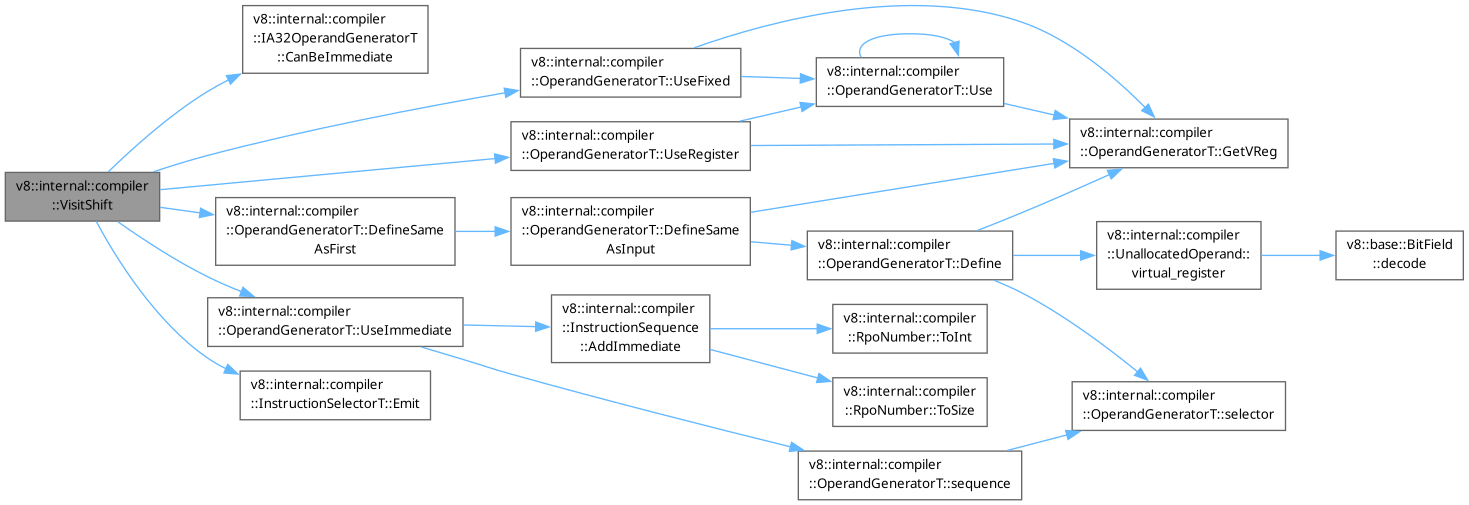 v8::internal::compiler
::VisitShift
v8::internal::compiler
::IA32OperandGeneratorT
::CanBeImmediate
v8::internal::compiler
::OperandGeneratorT::UseFixed
v8::internal::compiler
::OperandGeneratorT::UseRegister
v8::internal::compiler
::OperandGeneratorT::DefineSame
AsFirst
v8::internal::compiler
::OperandGeneratorT::UseImmediate
v8::internal::compiler
::InstructionSelectorT::Emit
v8::internal::compiler
::OperandGeneratorT::DefineSame
AsInput
v8::internal::compiler
::InstructionSequence
::AddImmediate
v8::internal::compiler
::OperandGeneratorT::Use
v8::internal::compiler
::OperandGeneratorT::Define
v8::internal::compiler
::RpoNumber::ToInt
v8::internal::compiler
::RpoNumber::ToSize
v8::internal::compiler
::OperandGeneratorT::sequence
v8::internal::compiler
::OperandGeneratorT::GetVReg
v8::internal::compiler
::UnallocatedOperand::
virtual_register
v8::internal::compiler
::OperandGeneratorT::selector
v8::base::BitField
::decode